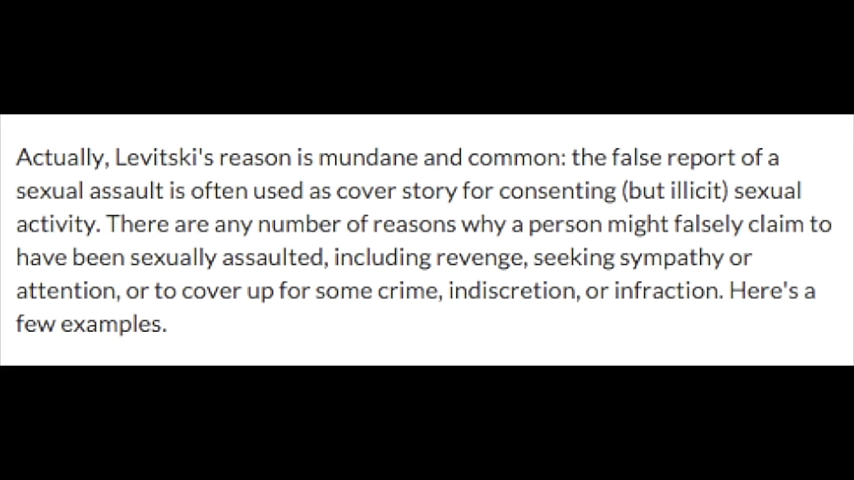 Actually, Levitski's reason is mundane and common: the false report of a
sexual assault is often used as cover story for consenting (but illicit) sexual
activity. There are any number of reasons why a person might falsely claim to
have been sexually assaulted, including revenge, seeking sympathy or
attention, or to cover up for some crime, indiscretion, or infraction. Here's a
few examples.